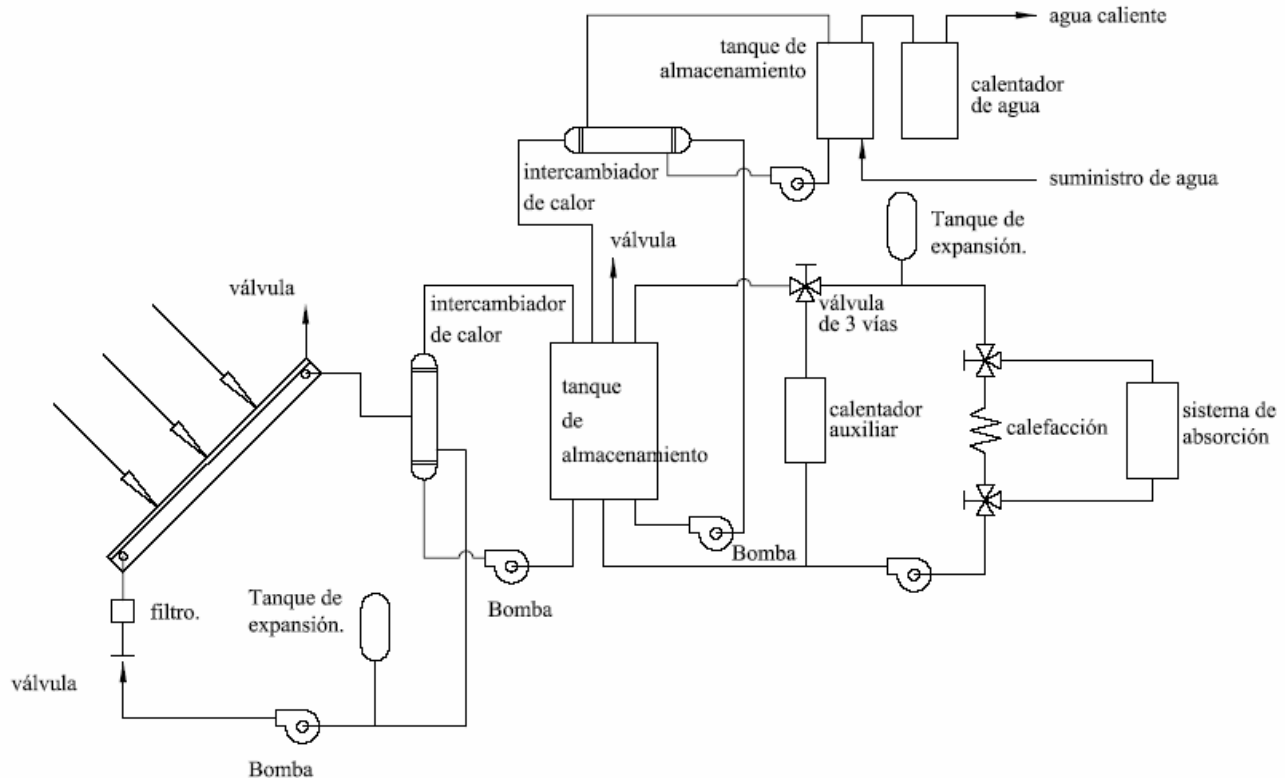 agua caliente
tanque de
almacenamiento
calentador
de agua
intercambiador
de calor
suministro de agua
Tanque de
expansión.
válvula
válvula
intercambiador
de calor
válvula
de 3 vías
tanque
de
almacenamiento
calentador
auxiliar
calefacción
sistema de
absorción
Bomba
Bomba
filtro.
Tanque de
expansión.
válvula
Bomba